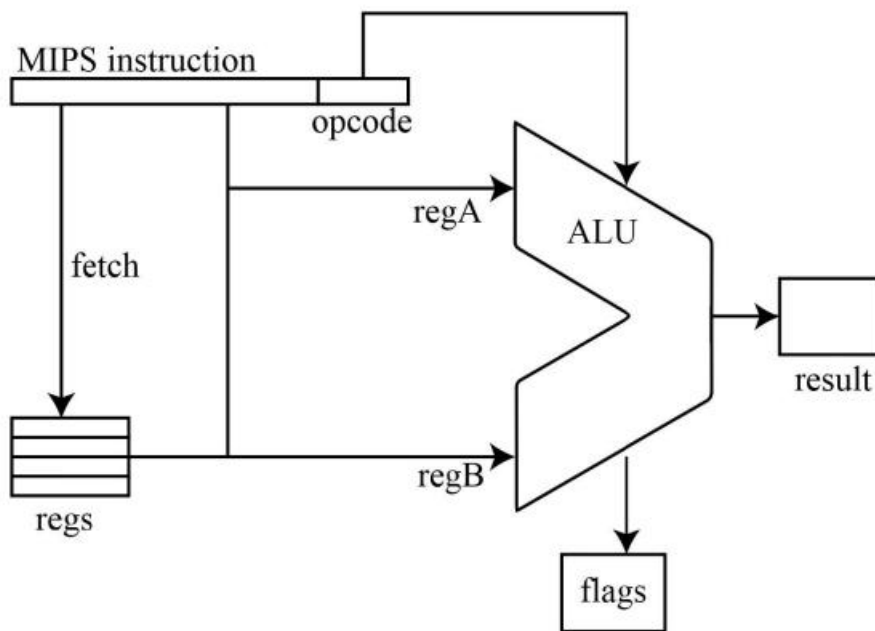 MIPS instruction
opcode
regA
ALU
fetch
result
regB
regs
flags